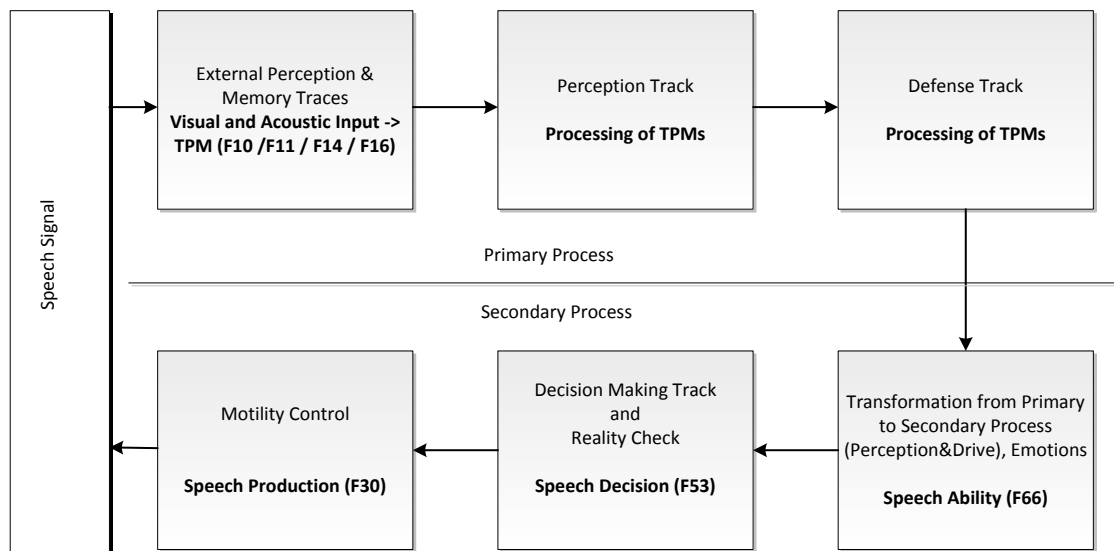 Speech Signal
External Perception &
Memory Traces
Visual and Acoustic Input ->
TPM (F10 /F11 / F14 / F16)
Perception Track
Processing of TPMs
Defense Track
Processing of TPMs
Primary Process
Secondary Process
Motility Control
Speech Production (F30)
Decision Making Track
and
Reality Check
Speech Decision (F53)
Transformation from Primary
to Secondary Process
(Perception&Drive), Emotions
Speech Ability (F66)